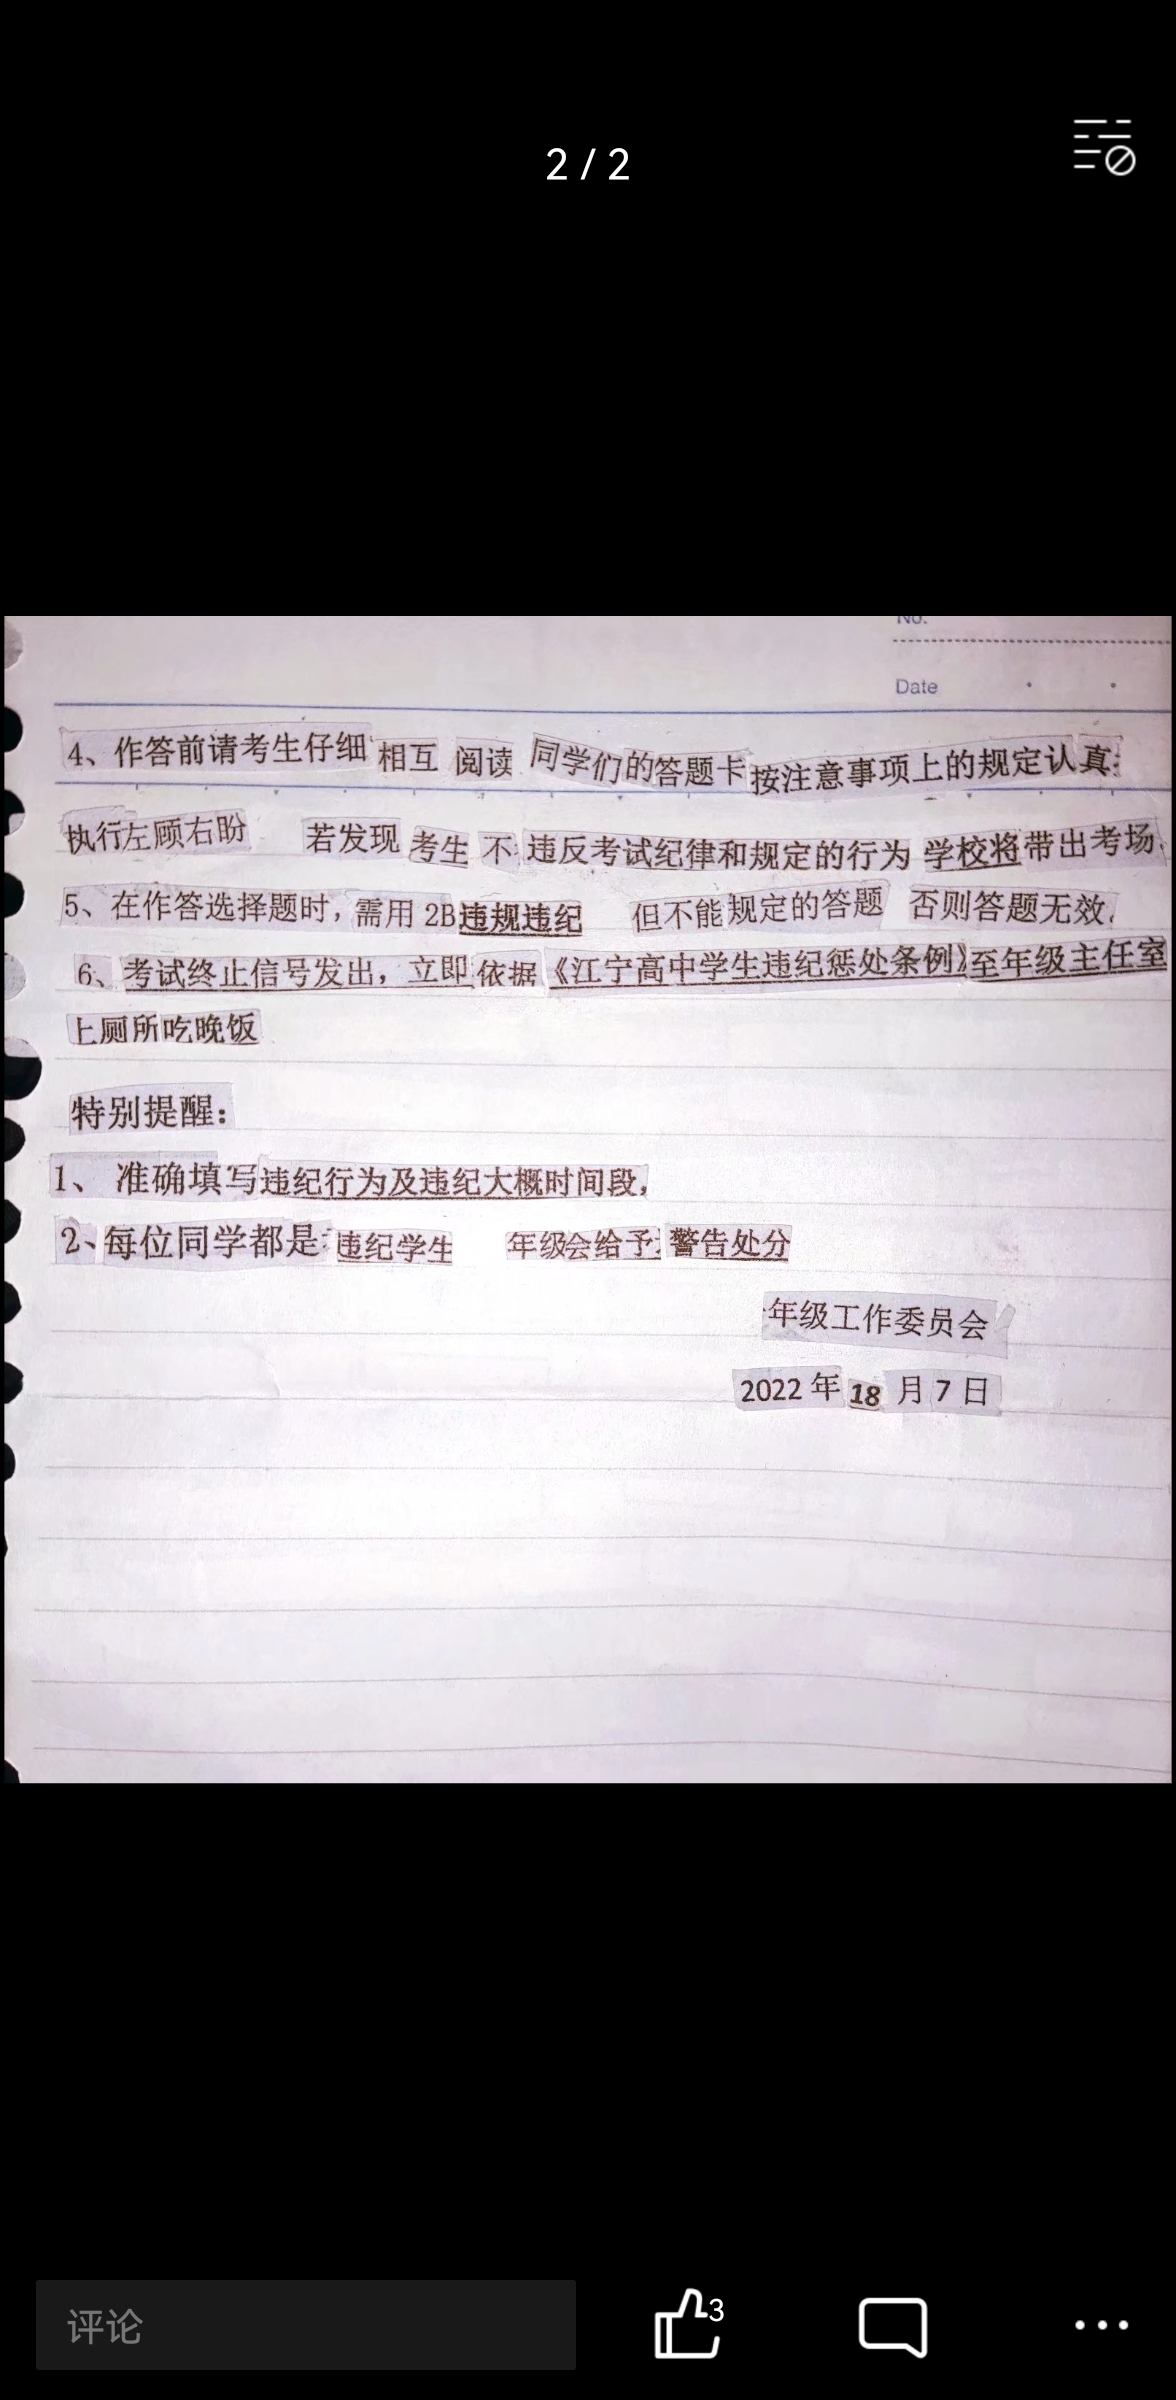 2 / 2
No.
Date
4、作答前请考生仔细 相互 阅读 同学们的答题卡按注意事项上的规定认真
执行左顾右盼 若发现 考生 不 违反考试纪律和规定的行为 学校将带出考场
5、在作答选择题时，需用 2B违规违纪 但不能规定的答题 否则答题无效
6、考试终止信号发出，立即依据《江宁高中学生违纪惩处条例》至年级主任室
上厕所吃晚饭
特别提醒：
1、 准确填写违纪行为及违纪大概时间段，
2、每位同学都是 违纪学生 年级会给予 警告处分
年级工作委员会
2022 年 18 月 7 日
评论
3